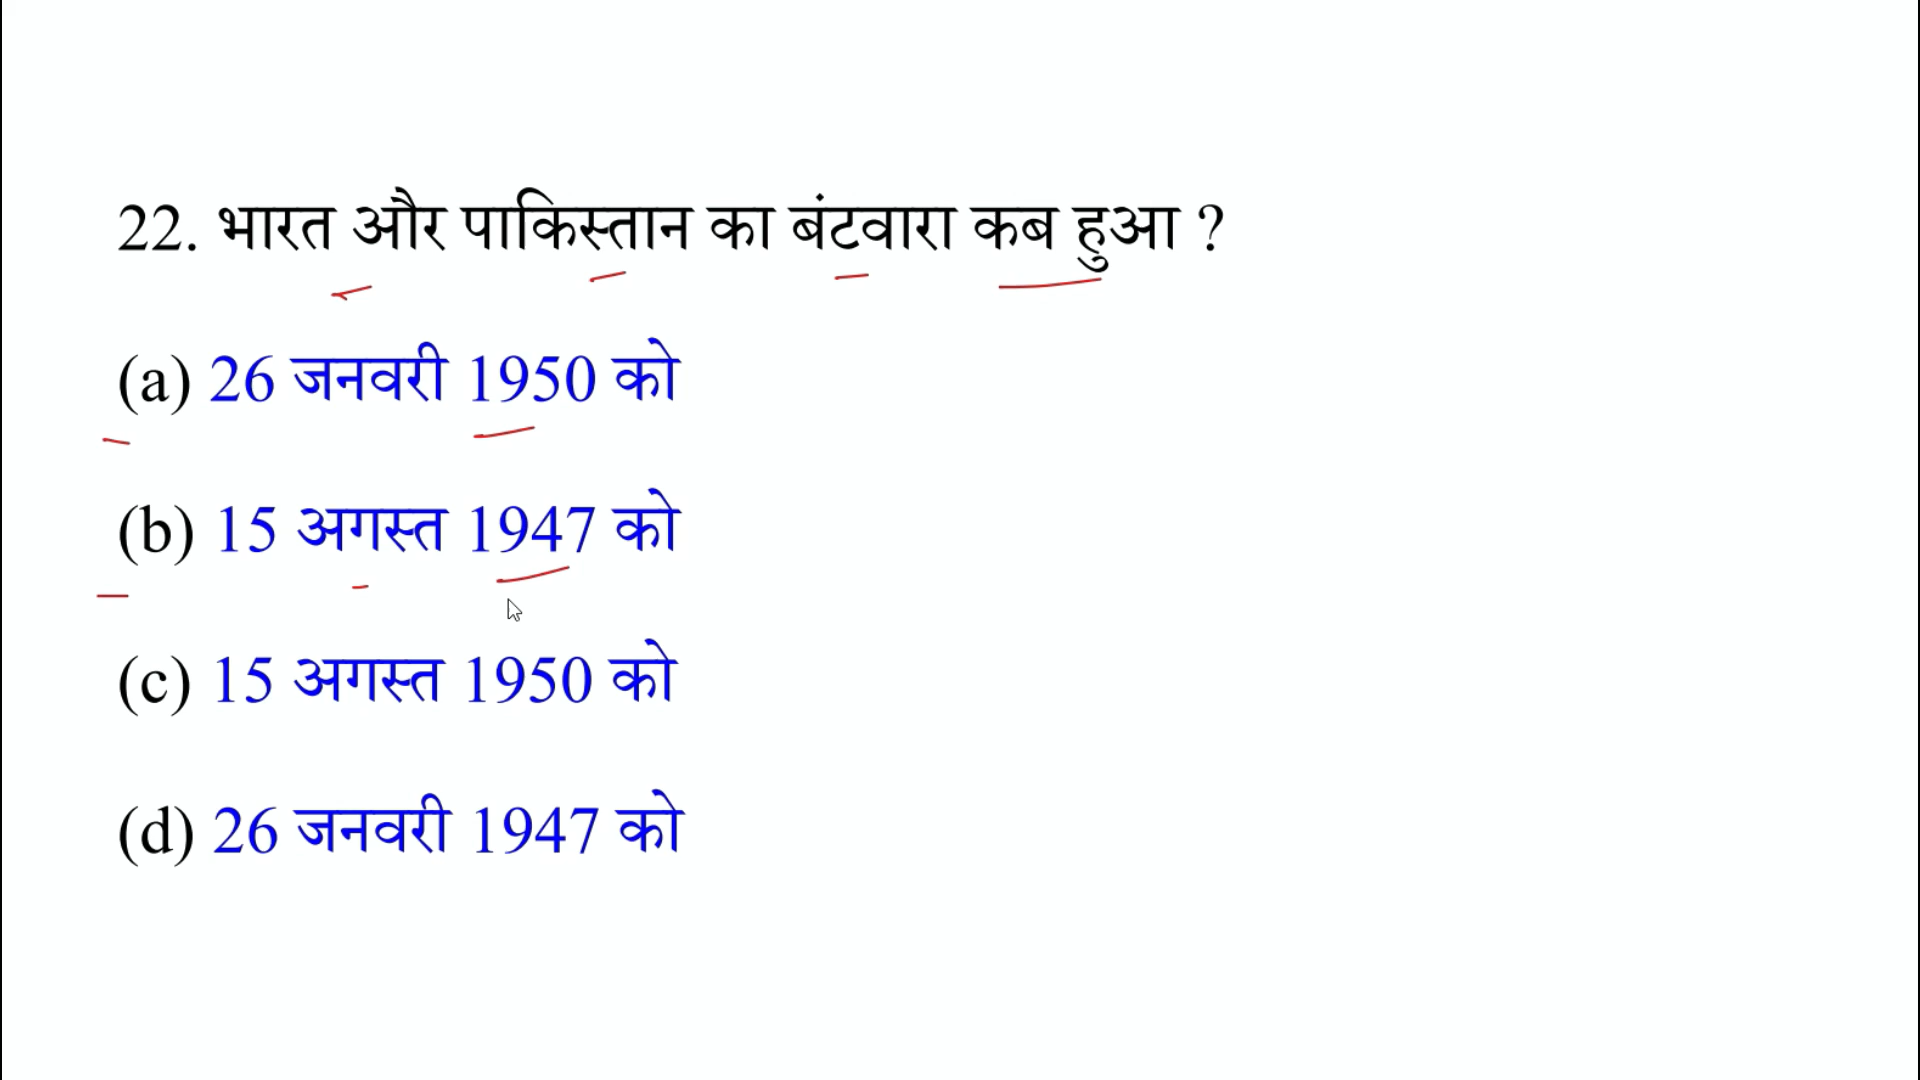 22. भारत और पाकिस्तान का बंटवारा कब हुआ ?
(a) 26 जनवरी 1950 को
(b) 15 अगस्त 1947 को
(c) 15 अगस्त 1950 को
(d) 26 जनवरी 1947 को